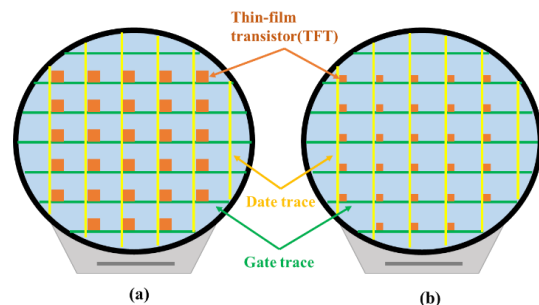 Thin-film
transistor(TFT)
Date trace
Gate trace
(a)
(b)